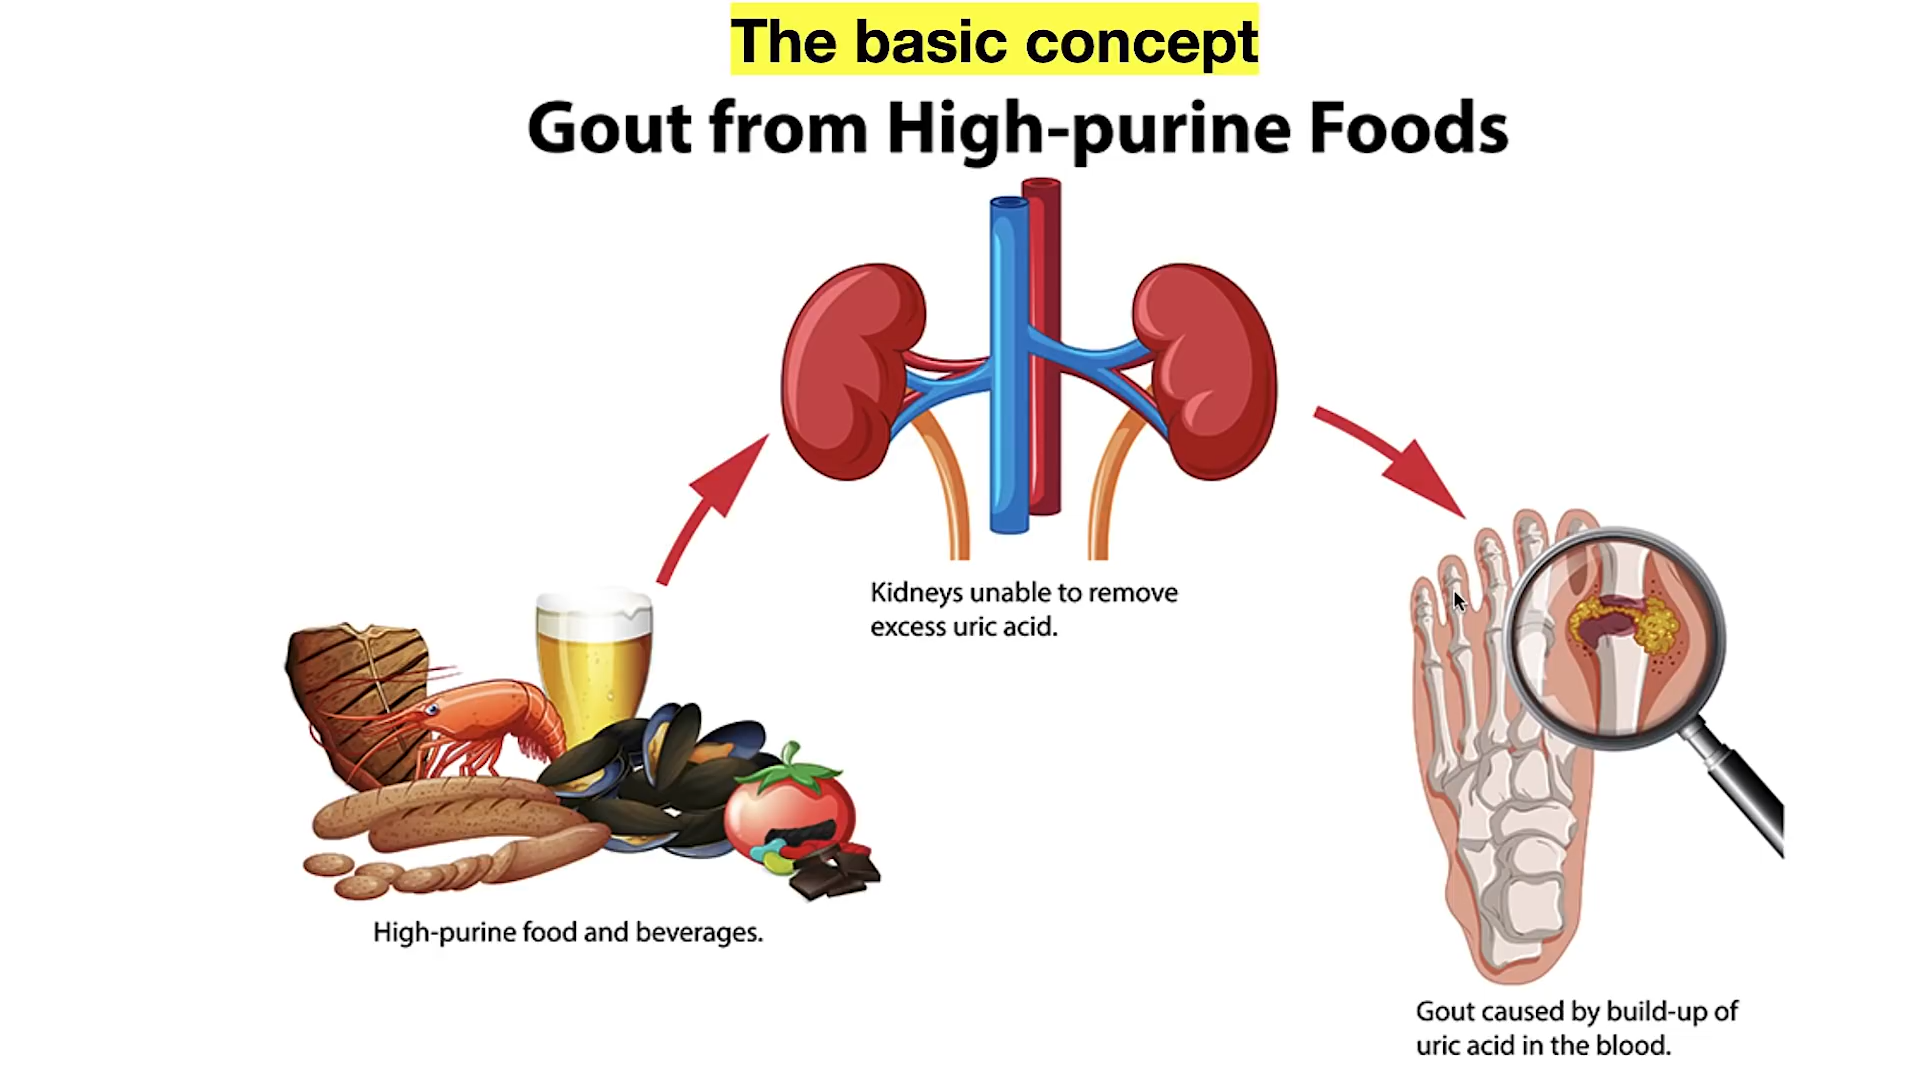 The basic concept
Gout from High-purine Foods
Kidneys unable to remove
excess uric acid.
High-purine food and beverages.
Gout caused by build-up of
uric acid in the blood.